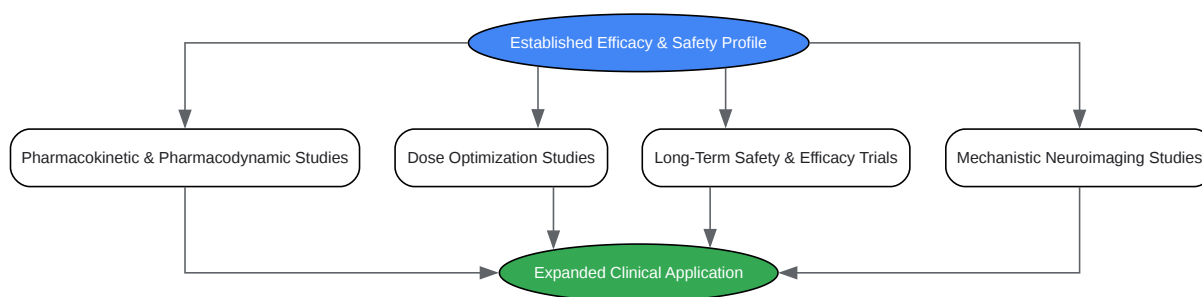 Established Efficacy & Safety Profile
Pharmacokinetic & Pharmacodynamic Studies
Dose Optimization Studies
Long-Term Safety & Efficacy Trials
Mechanistic Neuroimaging Studies
Expanded Clinical Application